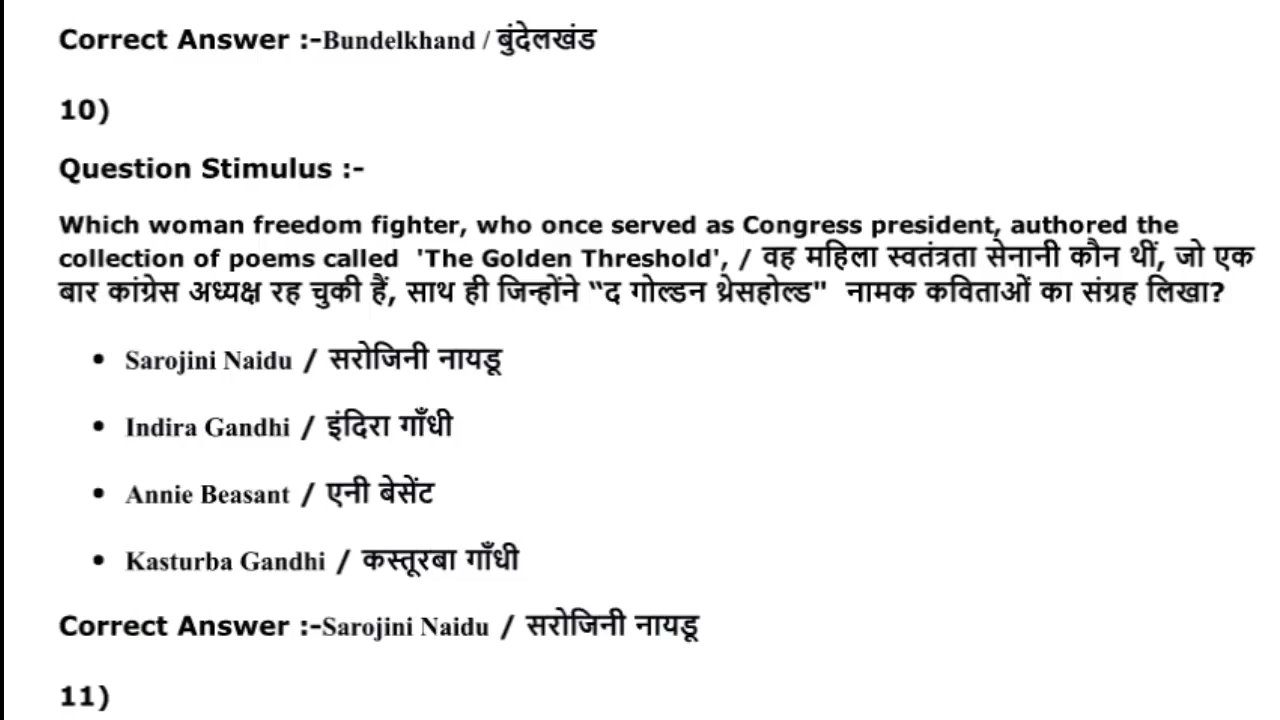 Correct Answer :-Bundelkhand / बुंदेलखंड
10)
Question Stimulus :-
Which woman freedom fighter, who once served as Congress president, authored the
collection of poems called 'The Golden Threshold', / वह महिला स्वतंत्रता सेनानी कौन थीं, जो एक
बार कांग्रेस अध्यक्ष रह चुकी हैं, साथ ही जिन्होंने “द गोल्डन थ्रेसहोल्ड" नामक कविताओं का संग्रह लिखा?
• Sarojini Naidu / सरोजिनी नायडू
• Indira Gandhi / इंदिरा गाँधी
• Annie Beasant / एनी बेसेंट
• Kasturba Gandhi / कस्तूरबा गाँधी
Correct Answer :-Sarojini Naidu / सरोजिनी नायडू
11)